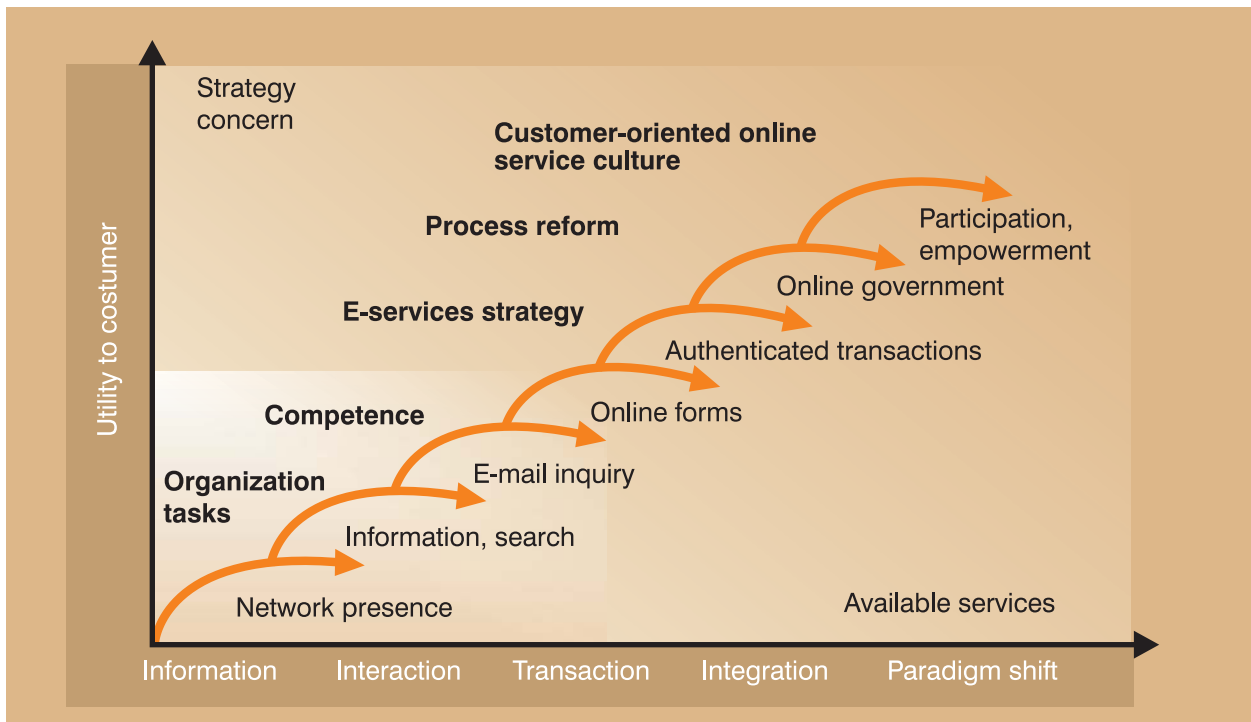 Strategy
concern
Customer-oriented online
service culture
Process reform
Participation,
empowerment
Online government
E-services strategy
Authenticated transactions
Competence
Online forms
E-mail inquiry
Organization
tasks
Information, search
Network presence
Available services
Utility to costumer
Information
Interaction
Transaction
Integration
Paradigm shift